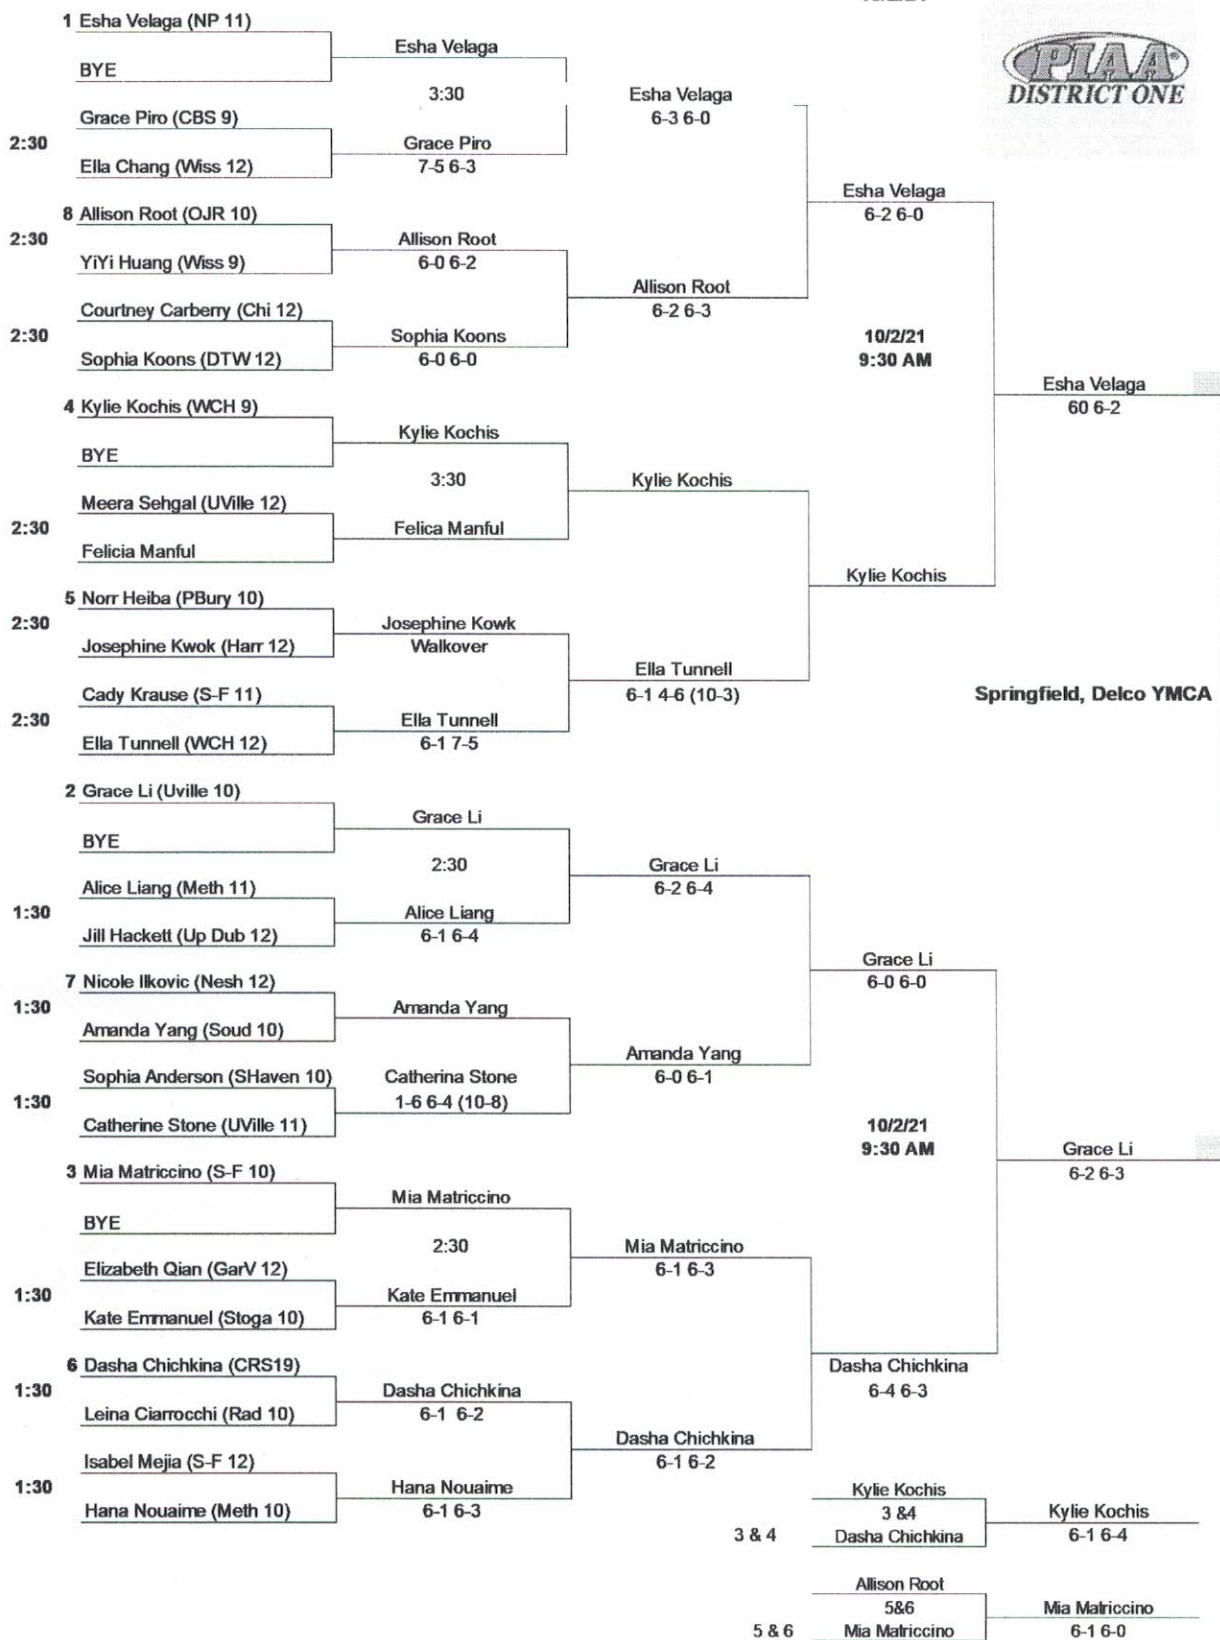 PIAA
DISTRICT ONE
1 Esha Velaga (NP 11)
BYE
Esha Velaga
3:30
2:30
Grace Piro (CBS 9)
Ella Chang (Wiss 12)
Grace Piro
7-5 6-3
Esha Velaga
6-3 6-0
8 Allison Root (OJR 10)
2:30
YiYi Huang (Wiss 9)
Allison Root
6-0 6-2
Courtney Carberry (Chi 12)
2:30
Sophia Koons (DTW 12)
Sophia Koons
6-0 6-0
Allison Root
6-2 6-3
Esha Velaga
6-2 6-0
10/2/21
9:30 AM
Esha Velaga
60 6-2
4 Kylie Kochis (WCH 9)
BYE
Kylie Kochis
3:30
Meera Sehgal (UVille 12)
2:30
Felicia Manful
Felica Manful
Kylie Kochis
5 Norr Heiba (PBury 10)
2:30
Josephine Kwok (Harr 12)
Josephine Kowk
Walkover
Cady Krause (S-F 11)
2:30
Ella Tunnell (WCH 12)
Ella Tunnell
6-1 7-5
Ella Tunnell
6-1 4-6 (10-3)
Kylie Kochis
Springfield, Delco YMCA
2 Grace Li (Uville 10)
BYE
Grace Li
2:30
Alice Liang (Meth 11)
1:30
Jill Hackett (Up Dub 12)
Alice Liang
6-1 6-4
Grace Li
6-2 6-4
7 Nicole Ilkovic (Nesh 12)
1:30
Amanda Yang (Soud 10)
Amanda Yang
Sophia Anderson (SHaven 10)
1:30
Catherine Stone (UVille 11)
Catherina Stone
1-6 6-4 (10-8)
Amanda Yang
6-0 6-1
Grace Li
6-0 6-0
10/2/21
9:30 AM
Grace Li
6-2 6-3
3 Mia Matriccino (S-F 10)
BYE
Mia Matriccino
2:30
Elizabeth Qian (GarV 12)
1:30
Kate Emmanuel (Stoga 10)
Kate Emmanuel
6-1 6-1
Mia Matriccino
6-1 6-3
6 Dasha Chichkina (CRS19)
1:30
Leina Ciarrocchi (Rad 10)
Dasha Chichkina
6-1 6-2
Isabel Mejia (S-F 12)
1:30
Hana Nouaime (Meth 10)
Hana Nouaime
6-1 6-3
Dasha Chichkina
6-1 6-2
Dasha Chichkina
6-4 6-3
Kylie Kochis
3 &4
3 & 4
Dasha Chichkina
Kylie Kochis
6-1 6-4
Allison Root
5&6
5 & 6
Mia Matriccino
Mia Matriccino
6-1 6-0